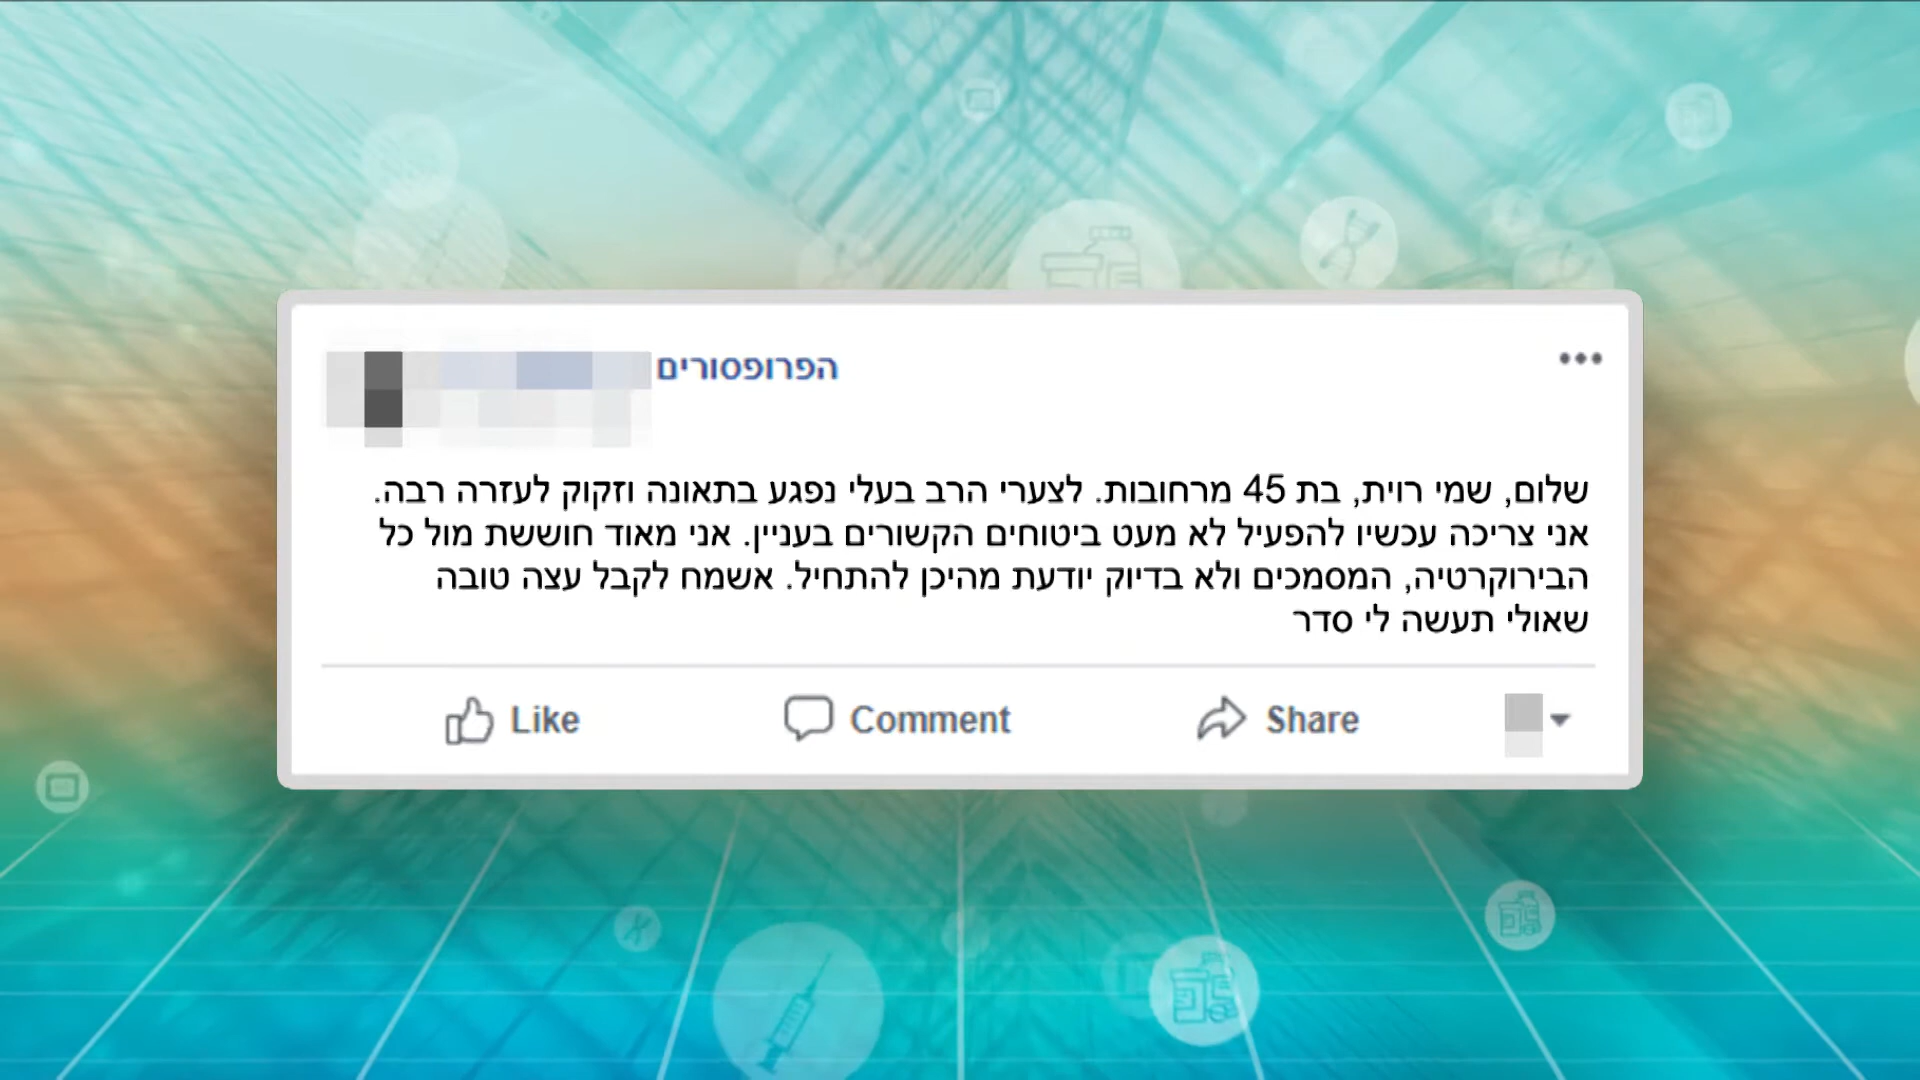 הפרופסורים
שלום, שמי רוית, בת 45 מרחובות. לצערי הרב בעלי נפגע בתאונה וזקוק לעזרה רבה.
אני צריכה עכשיו להפעיל לא מעט ביטוחים הקשורים בעניין. אני מאוד חוששת מול כל
הבירוקרטיה, המסמכים ולא בדיוק יודעת מהיכן להתחיל. אשמח לקבל עצה טובה
שאולי תעשה לי סדר
Like Comment Share